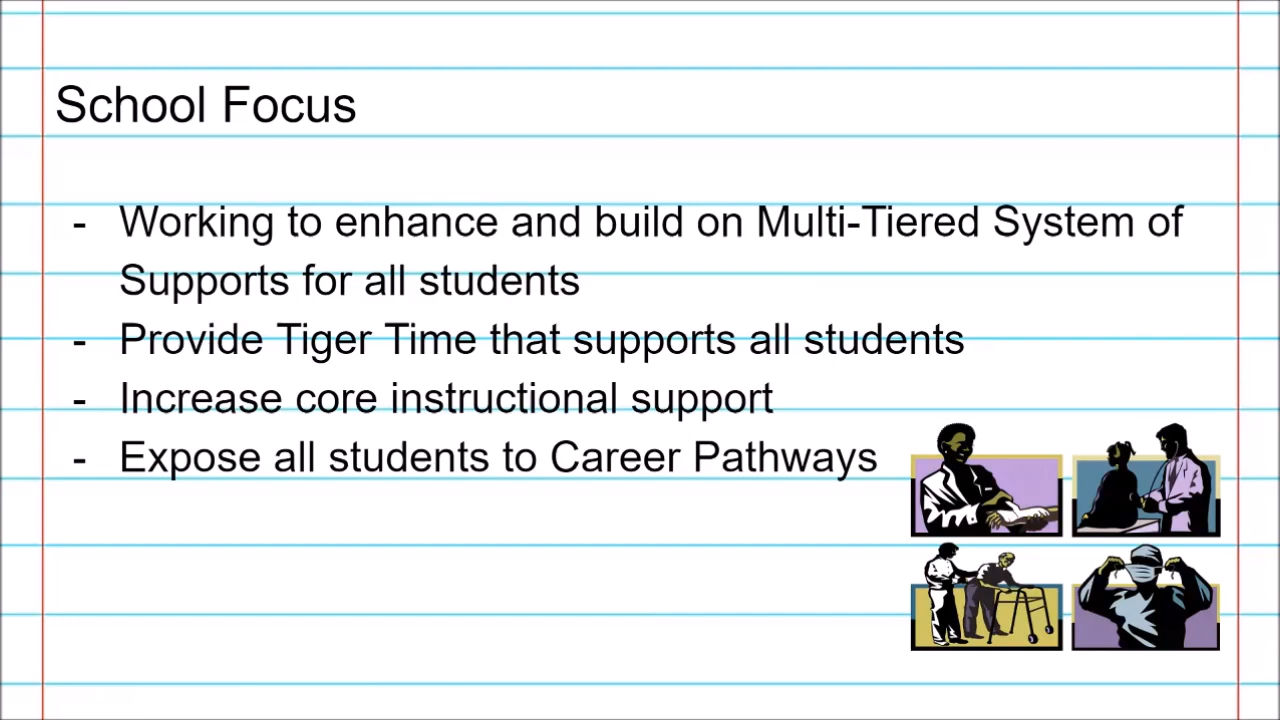 School Focus
- Working to enhance and build on Multi-Tiered System of
Supports for all students
- Provide Tiger Time that supports all students
- Increase core instructional support
- Expose all students to Career Pathways